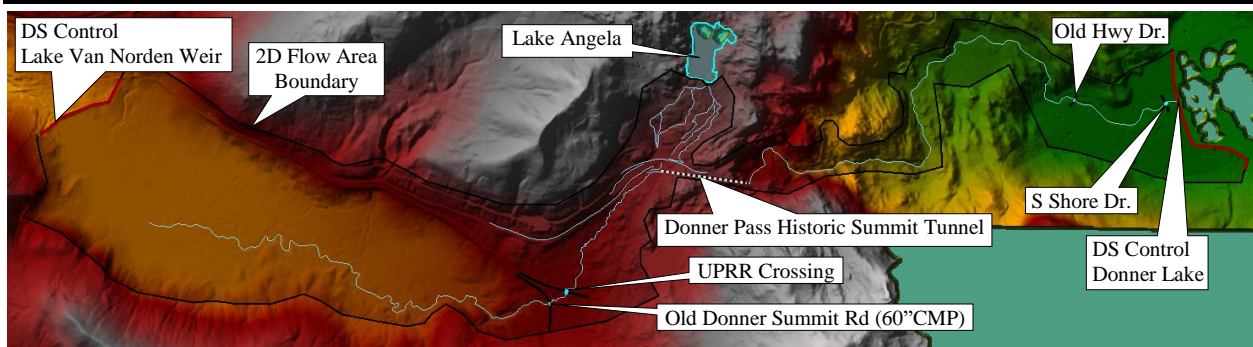 DS Control
Lake Van Norden Weir
2D Flow Area
Boundary
Lake Angela
Old Hwy Dr.
S Shore Dr.
Donner Pass Historic Summit Tunnel
DS Control
Donner Lake
UPRR Crossing
Old Donner Summit Rd (60”CMP)